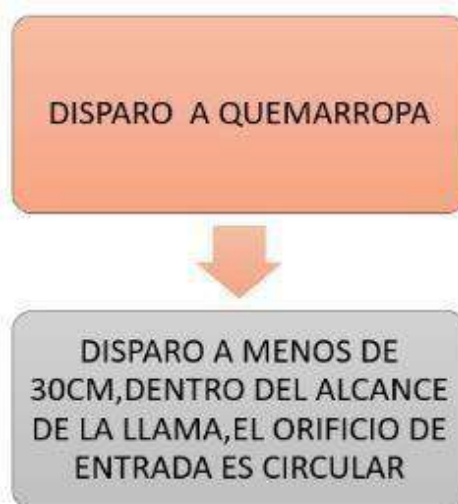 DISPARO A QUEMARROPA
DISPARO A MENOS DE
30CM,DENTRO DEL ALCANCE
DE LA LLAMA,EL ORIFICIO DE
ENTRADA ES CIRCULAR